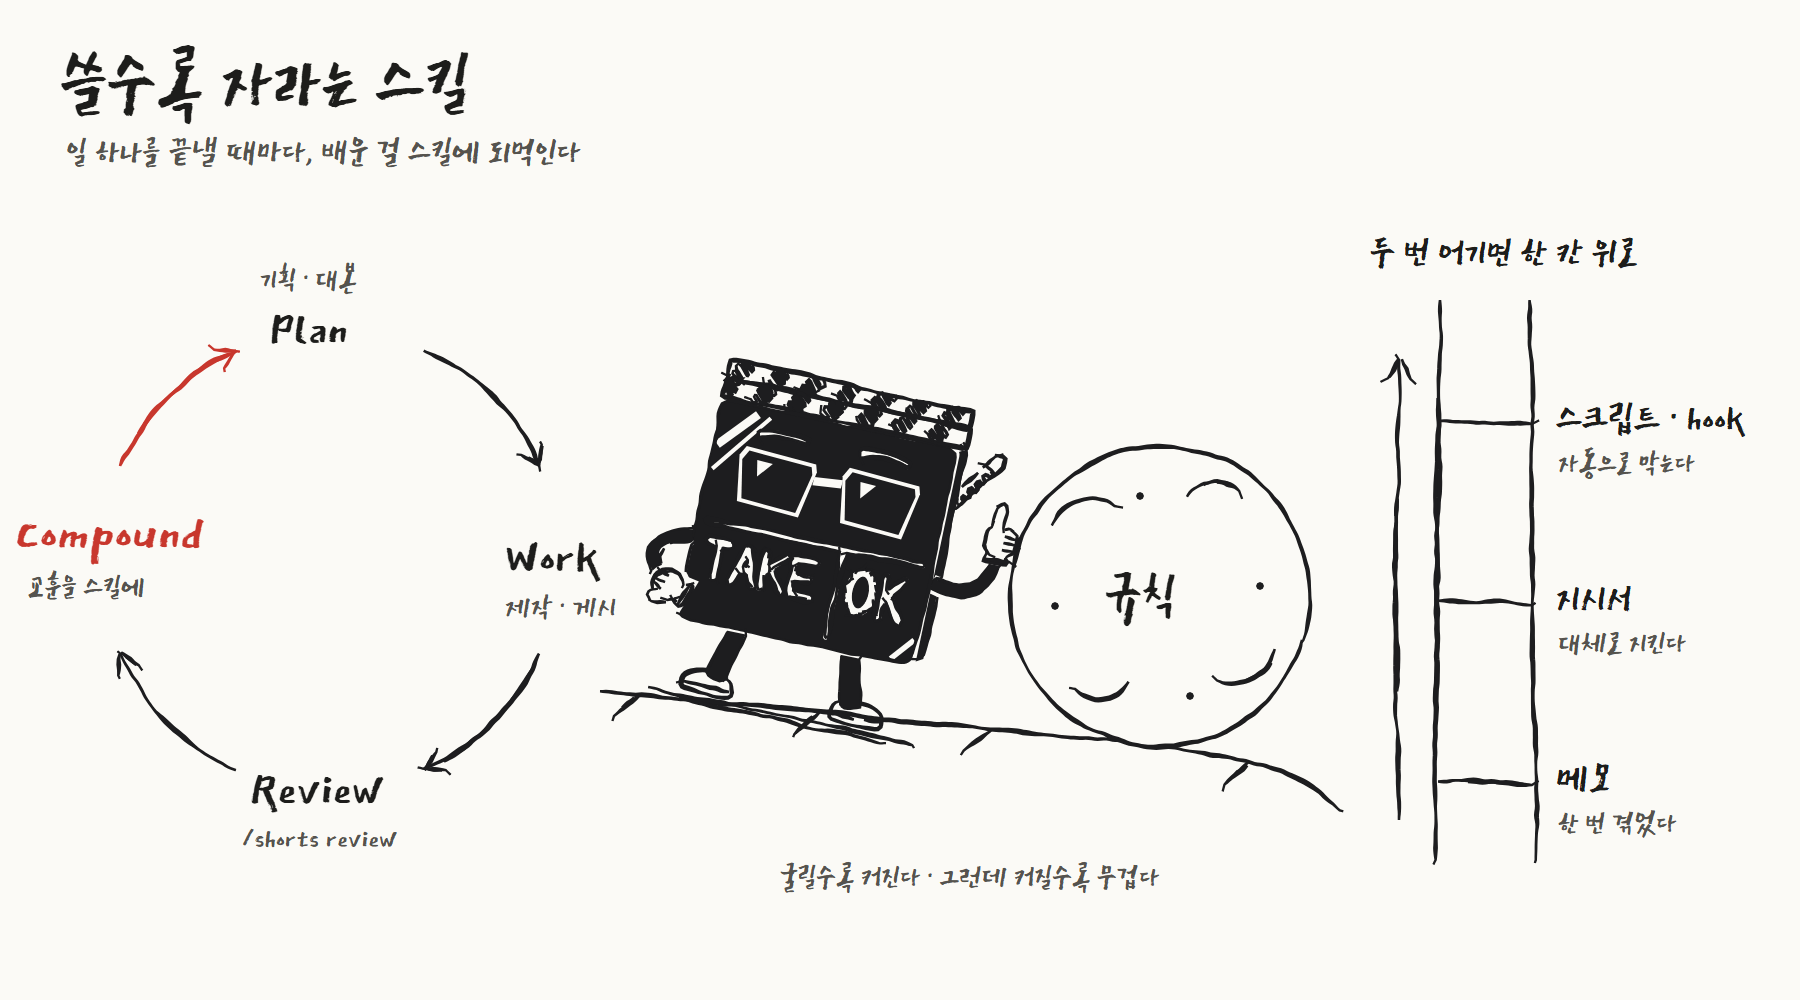 쓸수록 자라는 스킬
일 하나를 끝낼 때마다, 배운 걸 스킬에 되먹인다
기획 · 대본
Plan
Work
제작 · 게시
Review
/shorts review
Compound
교훈을 스킬에
TAKE OK
규칙
굴릴수록 커진다 · 그런데 커질수록 무겁다
두 번 어기면 한 칸 위로
스크립트 · hook
자동으로 막는다
지시서
대체로 지킨다
메모
한 번 겪었다